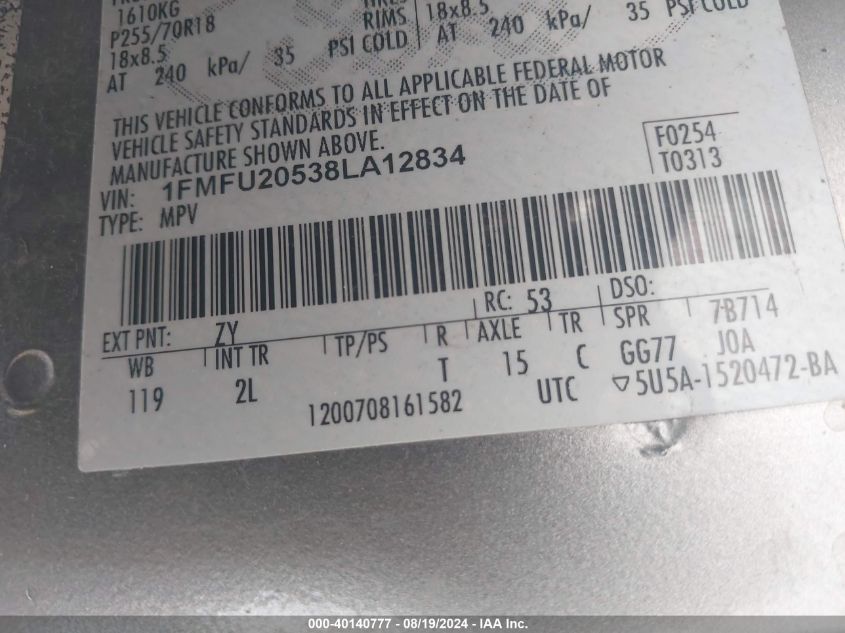 1610KG
P255/70R18
18x8.5
AT 240 kPa/ 35 PSI COLD
RIMS 18x8.5
AT 240 kPa/ 35 PSI COLD
THIS VEHICLE CONFORMS TO ALL APPLICABLE FEDERAL MOTOR
VEHICLE SAFETY STANDARDS IN EFFECT ON THE DATE OF
MANUFACTURE SHOWN ABOVE.
VIN: 1FMFU20538LA12834
TYPE: MPV
F0254
T0313
RC: 53 DSO:
EXT PNT: ZY
WB INT TR TP/PS R AXLE TR SPR 7B714
119 2L T 15 C GG77 JOA
1200708161582 UTC ▽5U5A-1520472-BA
000-40140777 - 08/19/2024 - IAA Inc.